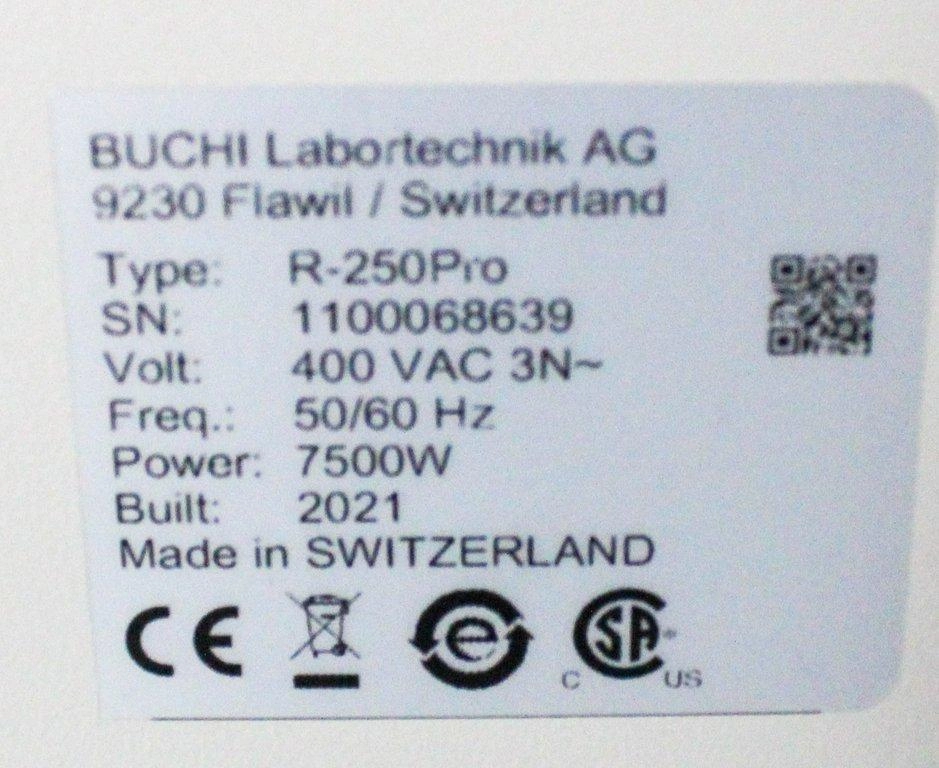 BUCHI Labortechnik AG
9230 Flawil / Switzerland
Type: R-250Pro
SN: 1100068639
Volt: 400 VAC 3N~
Freq.: 50/60 Hz
Power: 7500W
Built: 2021
Made in SWITZERLAND
CE e C SA US